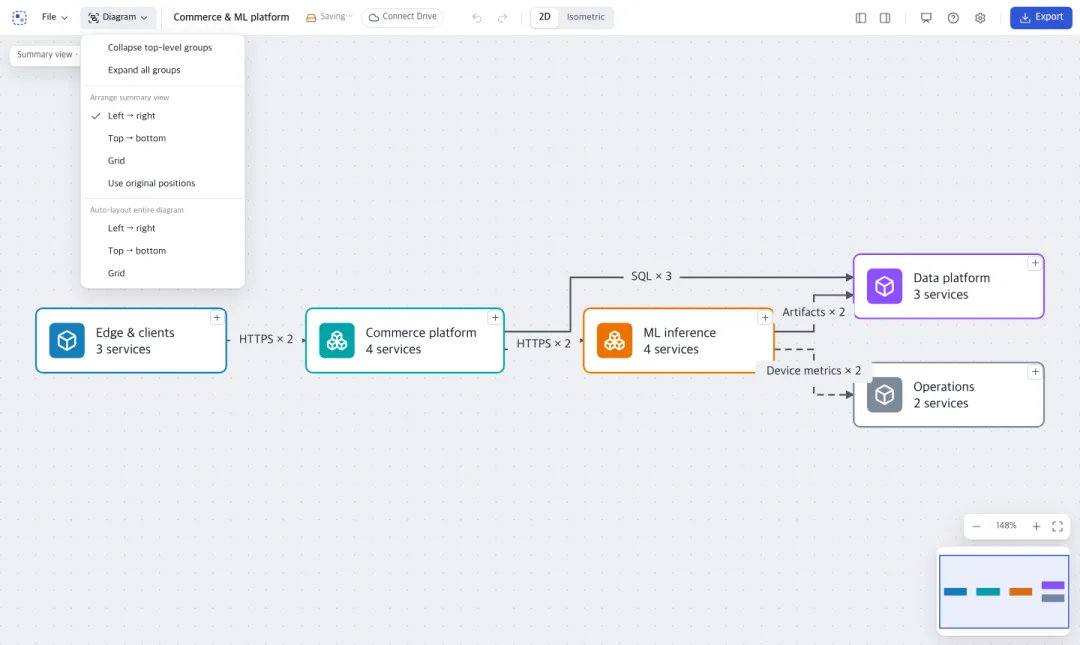 File
Diagram
Commerce & ML platform
Saving…
Connect Drive
2D
Isometric
Export
Summary view ·
Collapse top-level groups
Expand all groups
Arrange summary view
Left → right
Top → bottom
Grid
Use original positions
Auto-layout entire diagram
Left → right
Top → bottom
Grid
Edge & clients
3 services
HTTPS × 2
Commerce platform
4 services
SQL × 3
HTTPS × 2
ML inference
4 services
Data platform
3 services
Artifacts × 2
Device metrics × 2
Operations
2 services
148%